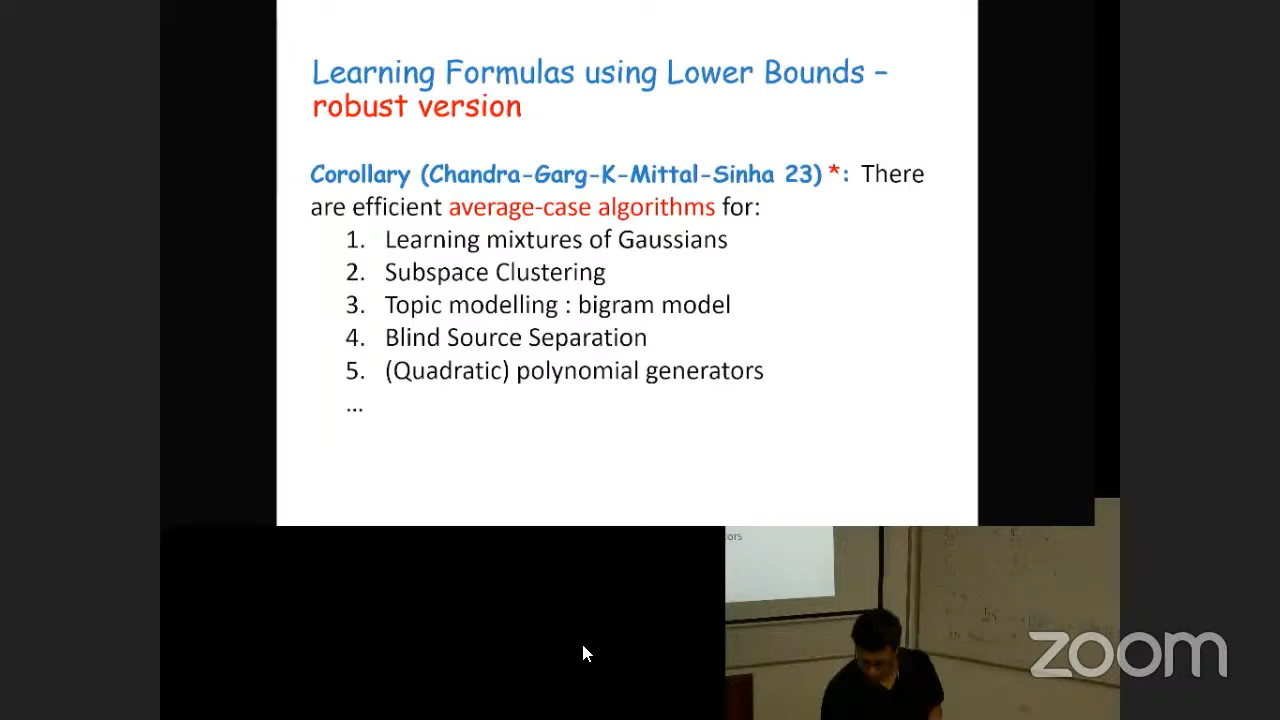 Learning Formulas using Lower Bounds –
robust version
Corollary (Chandra-Garg-K-Mittal-Sinha 23) *: There
are efficient average-case algorithms for:
1. Learning mixtures of Gaussians
2. Subspace Clustering
3. Topic modelling : bigram model
4. Blind Source Separation
5. (Quadratic) polynomial generators
...
ors
zoom